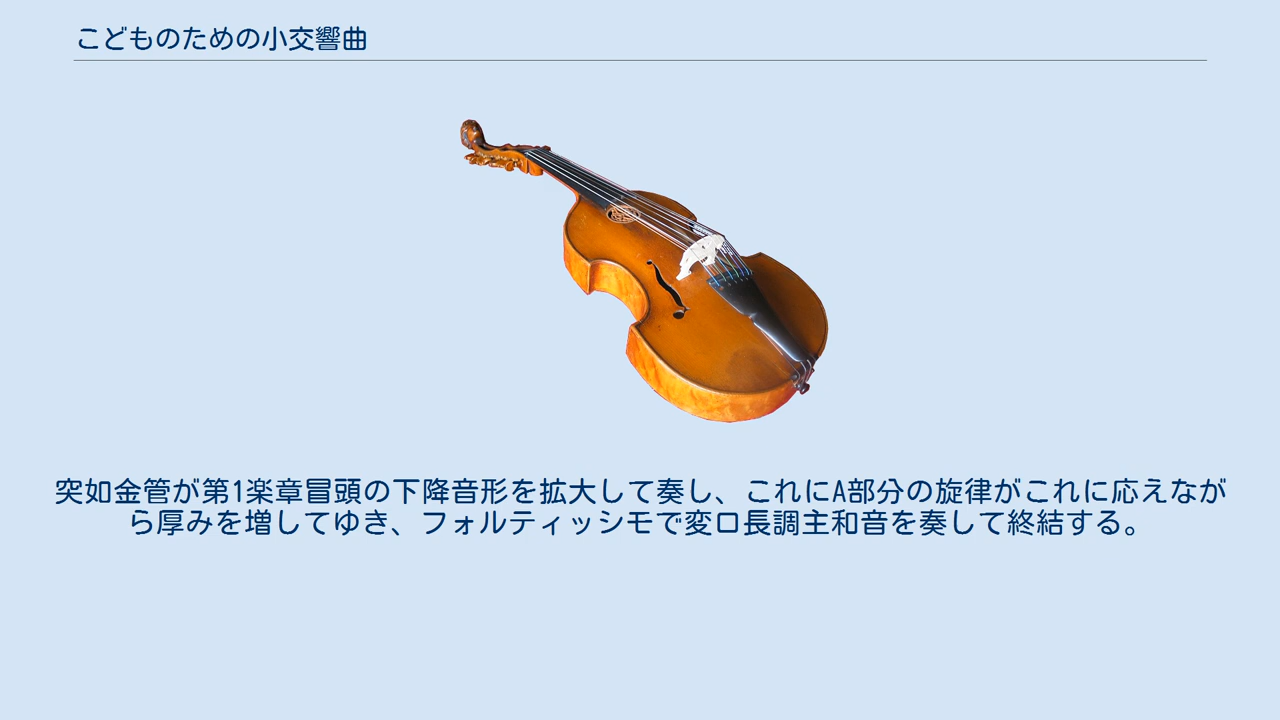 こどものための小交響曲
突如金管が第1楽章冒頭の下降音形を拡大して奏し、これにA部分の旋律がこれに応えなが
ら厚みを増してゆき、フォルティッシモで変ロ長調主和音を奏して終結する。